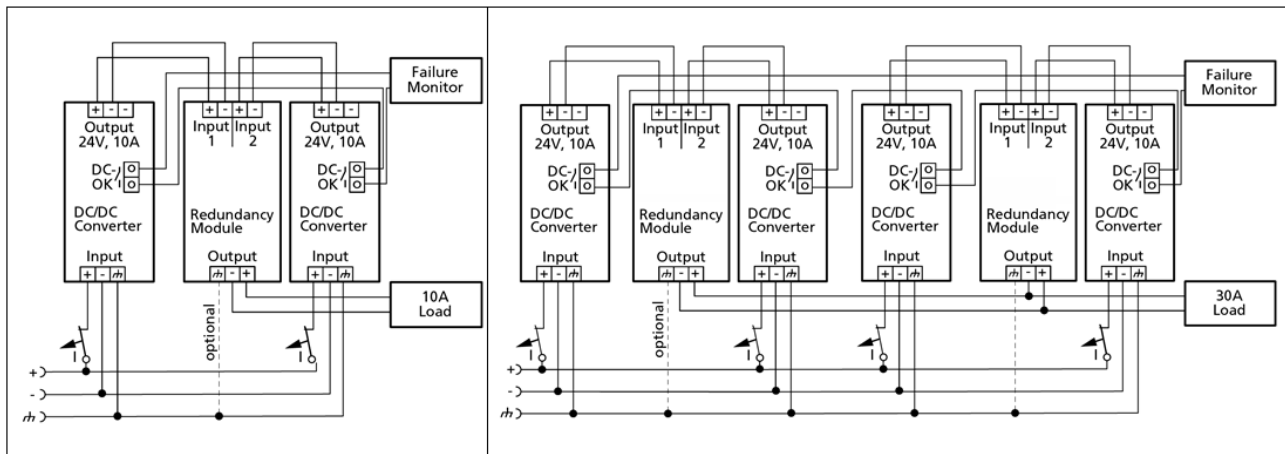 Failure
Monitor
+ - -
Output
24V, 10A
DC-
OK
DC/DC
Converter
Input
+ -
+ - + -
Input Input
1 2
Redundancy
Module
Output
- +
+ - -
Output
24V, 10A
DC-
OK
DC/DC
Converter
Input
+ -
10A
Load
optional
I
I
+
-
Failure
Monitor
+ - -
Output
24V, 10A
DC-
OK
DC/DC
Converter
Input
+ -
+ - + -
Input Input
1 2
Redundancy
Module
Output
- +
+ - -
Output
24V, 10A
DC-
OK
DC/DC
Converter
Input
+ -
+ - -
Output
24V, 10A
DC-
OK
DC/DC
Converter
Input
+ -
+ - + -
Input Input
1 2
Redundancy
Module
Output
- +
+ - -
Output
24V, 10A
DC-
OK
DC/DC
Converter
Input
+ -
30A
Load
optional
I
I
I
I
+
-